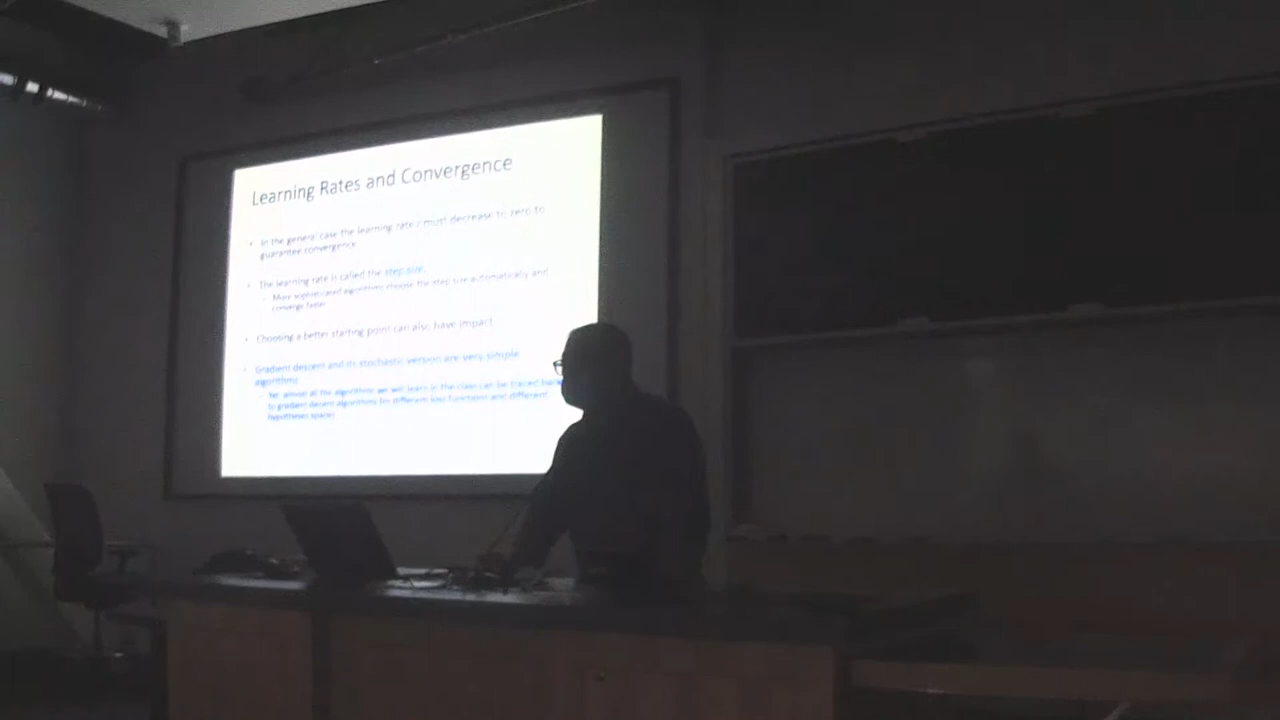 Learning Rates and Convergence
• In the general case the learning rate r must decrease to zero to
guarantee convergence
• The learning rate is called the step size.
– More sophisticated algorithms choose the step size automatically and
converge faster
• Choosing a better starting point can also have impact
• Gradient descent and its stochastic version are very simple
algorithms
– Yet almost all the algorithms we will learn in the class can be traced back
to gradient decent algorithms for different loss functions and different
hypotheses spaces